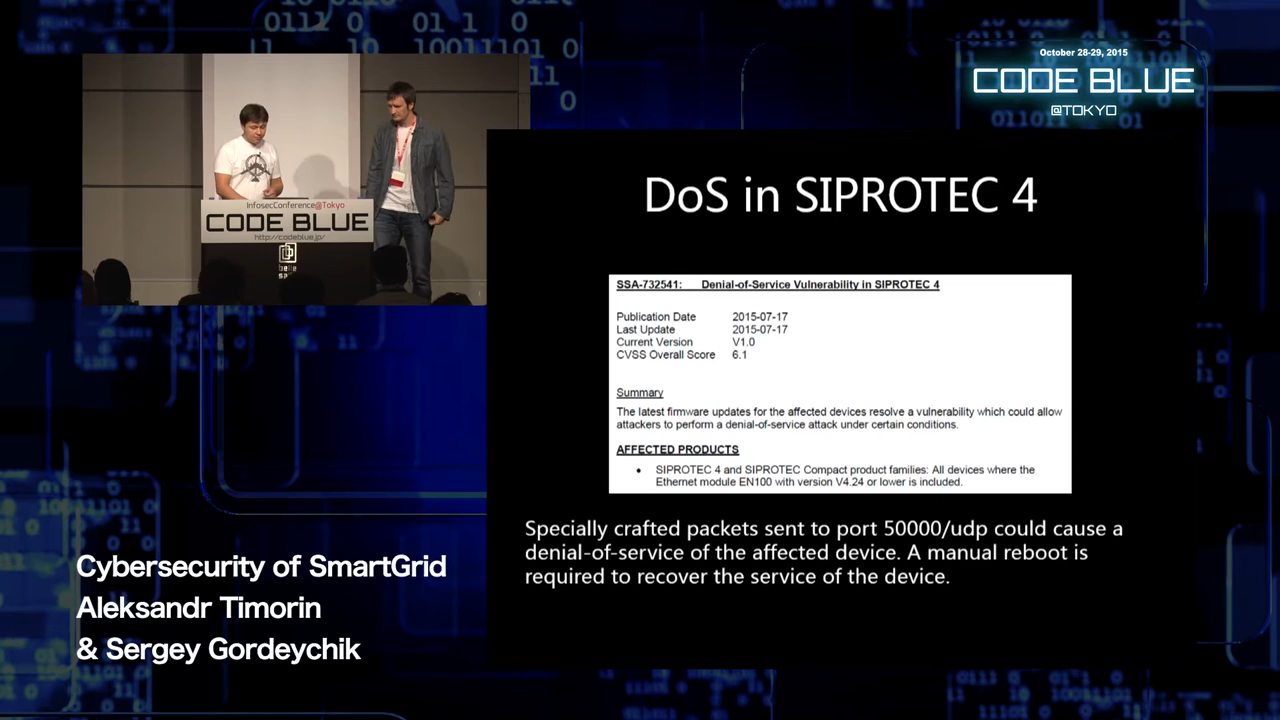 October 28-29, 2015
CODE BLUE
@TOKYO
InfosecConference@Tokyo
CODE BLUE
http://codeblue.jp/
DoS in SIPROTEC 4
SSA-732541: Denial-of-Service Vulnerability in SIPROTEC 4
Publication Date 2015-07-17
Last Update 2015-07-17
Current Version V1.0
CVSS Overall Score 6.1
Summary
The latest firmware updates for the affected devices resolve a vulnerability which could allow
attackers to perform a denial-of-service attack under certain conditions.
AFFECTED PRODUCTS
• SIPROTEC 4 and SIPROTEC Compact product families: All devices where the
Ethernet module EN100 with version V4.24 or lower is included.
Specially crafted packets sent to port 50000/udp could cause a
denial-of-service of the affected device. A manual reboot is
required to recover the service of the device.
Cybersecurity of SmartGrid
Aleksandr Timorin
& Sergey Gordeychik